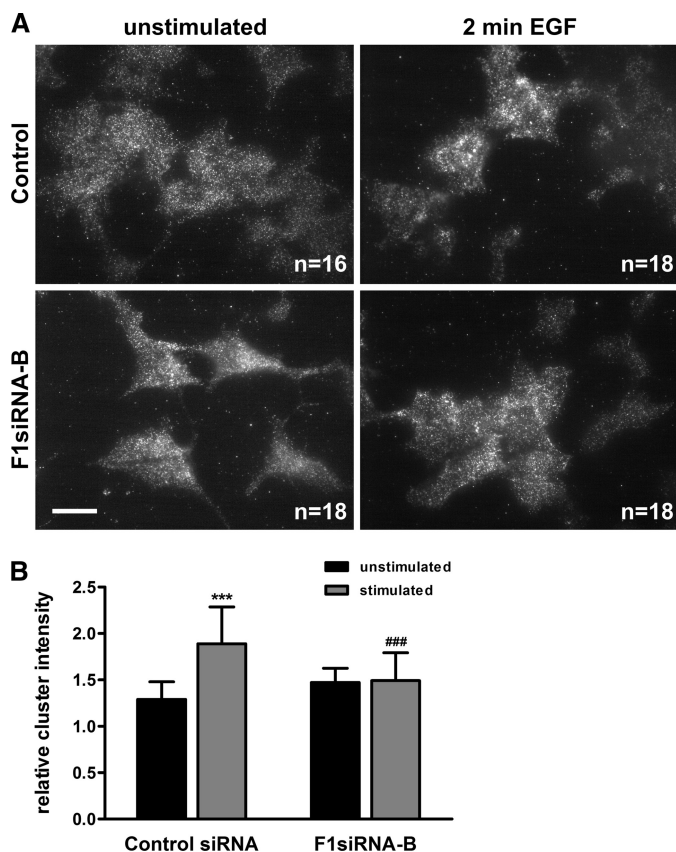 A
unstimulated
2 min EGF
Control
n=16
n=18
F1siRNA-B
n=18
n=18
B
unstimulated
stimulated
relative cluster intensity
2.5
2.0
1.5
1.0
0.5
0.0
***
###
Control siRNA
F1siRNA-B